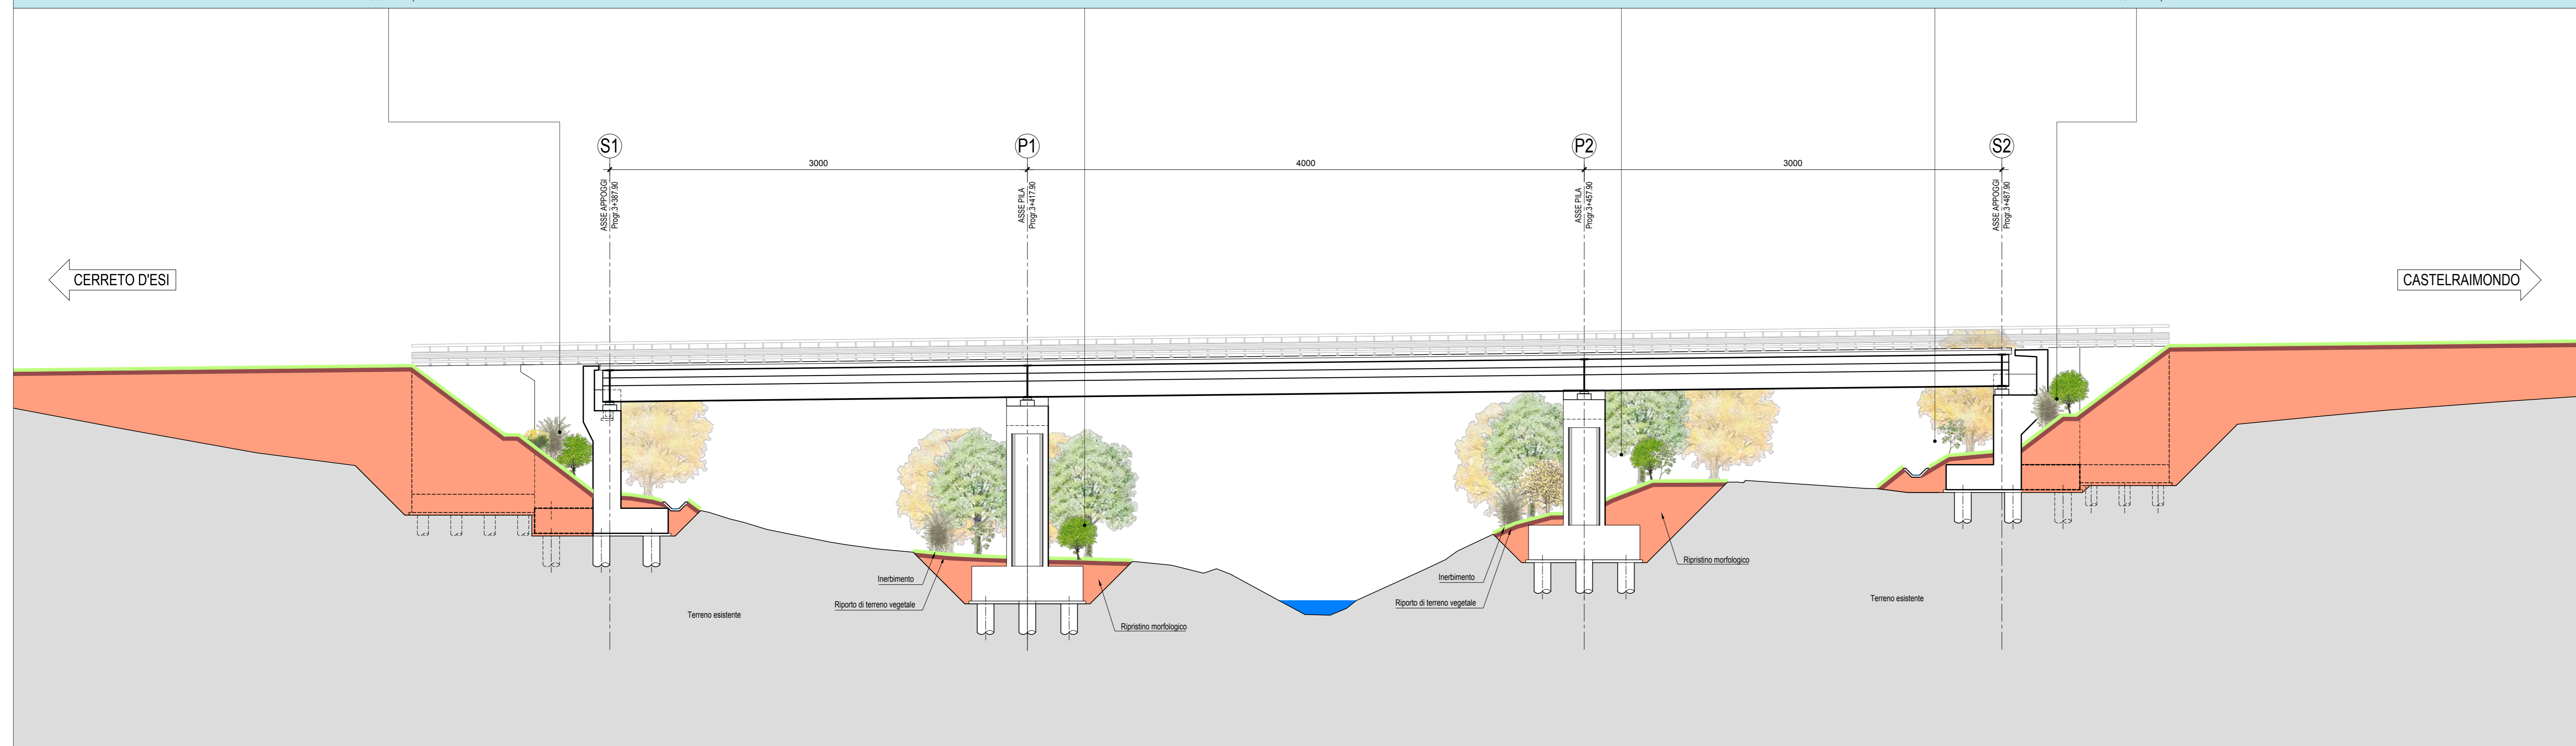 S1
P1
P2
S2
3000
4000
3000
ASSE APPOGGI
Progr.3+387.90
ASSE PILA
Progr.3+417.90
ASSE PILA
Progr.3+457.90
ASSE APPOGGI
Progr.3+487.90
CERRETO D'ESI
CASTELRAIMONDO
Inerbimento
Riporto di terreno vegetale
Ripristino morfologico
Terreno esistente
Inerbimento
Riporto di terreno vegetale
Ripristino morfologico
Terreno esistente